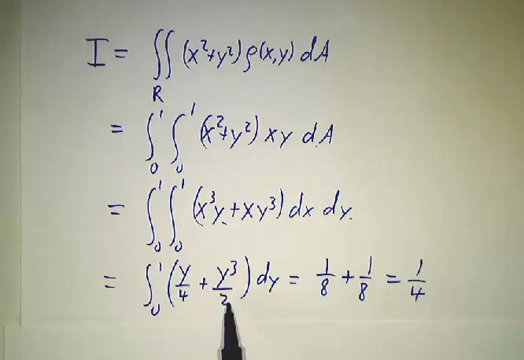 I = ∬_R (x²+y²) ρ(x,y) dA
= ∫₀¹ ∫₀¹ (x²+y²) xy dA
= ∫₀¹ ∫₀¹ (x³y + xy³) dx dy
= ∫₀¹ (y/4 + y³/2) dy = 1/8 + 1/8 = 1/4